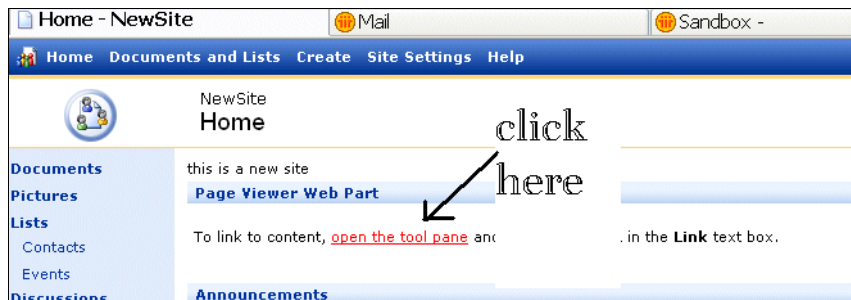 Home - NewSite
Mail
Sandbox -
Home Documents and Lists Create Site Settings Help
NewSite
Home
click
here
Documents
Pictures
Lists
Contacts
Events
Discussions
this is a new site
Page Viewer Web Part
To link to content, open the tool pane and in the Link text box.
Announcements